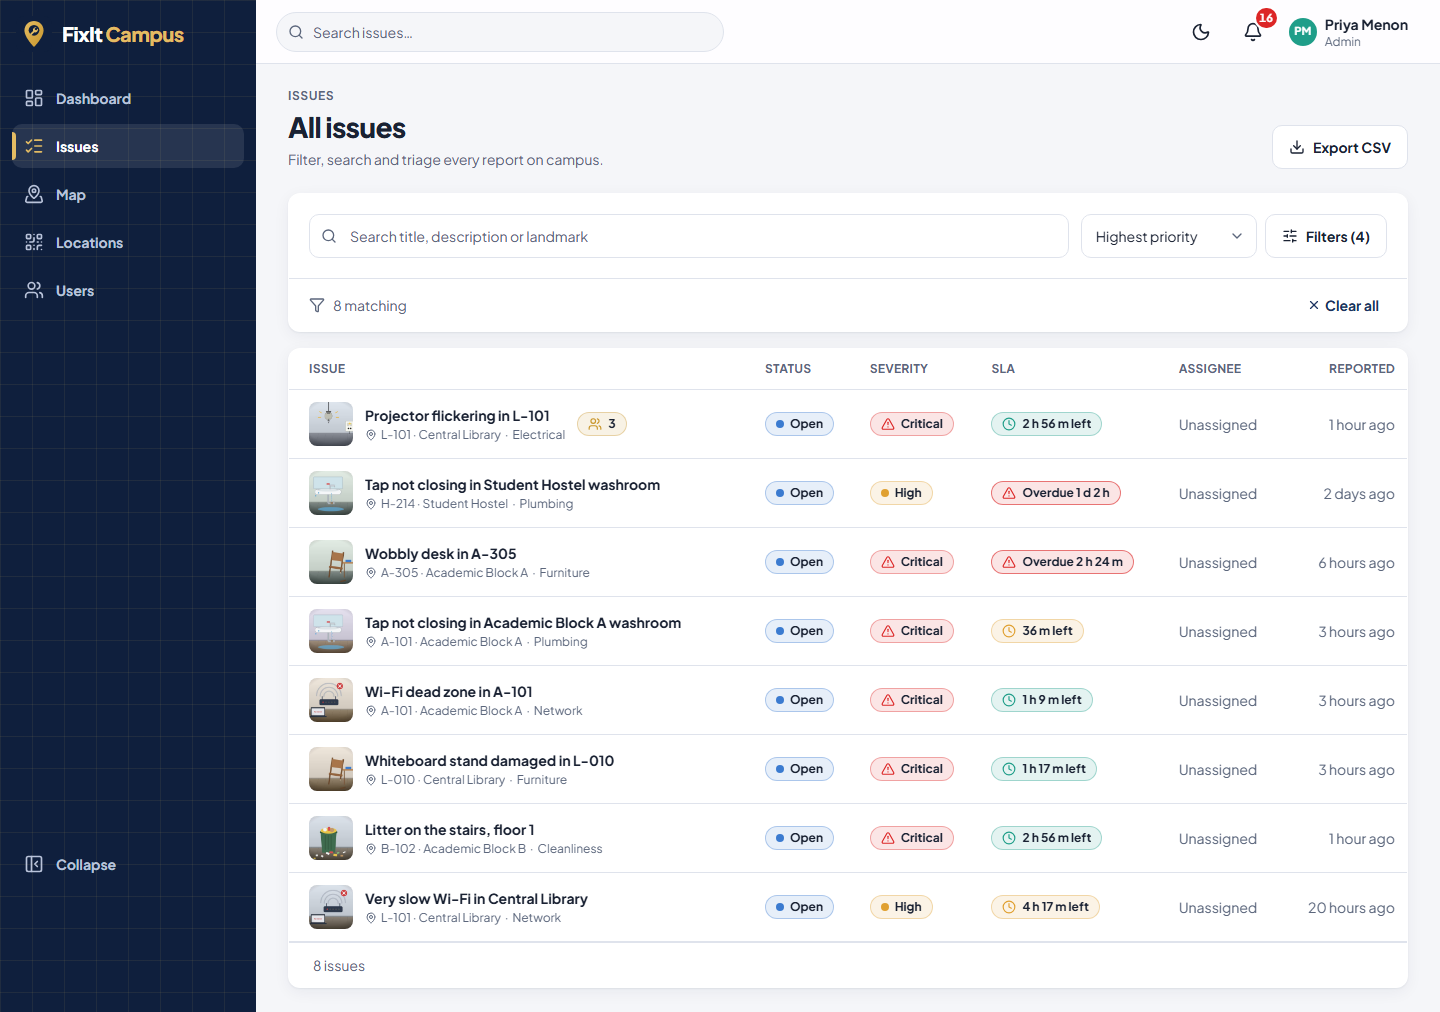 FixIt Campus
Search issues...
16
PM
Priya Menon
Admin
Dashboard
Issues
Map
Locations
Users
Collapse
ISSUES
All issues
Filter, search and triage every report on campus.
Export CSV
Search title, description or landmark
Highest priority
Filters (4)
8 matching
Clear all
ISSUE STATUS SEVERITY SLA ASSIGNEE REPORTED
Projector flickering in L-101 3 Open Critical 2 h 56 m left Unassigned 1 hour ago
L-101 · Central Library · Electrical
Tap not closing in Student Hostel washroom Open High Overdue 1 d 2 h Unassigned 2 days ago
H-214 · Student Hostel · Plumbing
Wobbly desk in A-305 Open Critical Overdue 2 h 24 m Unassigned 6 hours ago
A-305 · Academic Block A · Furniture
Tap not closing in Academic Block A washroom Open Critical 36 m left Unassigned 3 hours ago
A-101 · Academic Block A · Plumbing
Wi-Fi dead zone in A-101 Open Critical 1 h 9 m left Unassigned 3 hours ago
A-101 · Academic Block A · Network
Whiteboard stand damaged in L-010 Open Critical 1 h 17 m left Unassigned 3 hours ago
L-010 · Central Library · Furniture
Litter on the stairs, floor 1 Open Critical 2 h 56 m left Unassigned 1 hour ago
B-102 · Academic Block B · Cleanliness
Very slow Wi-Fi in Central Library Open High 4 h 17 m left Unassigned 20 hours ago
L-101 · Central Library · Network
8 issues